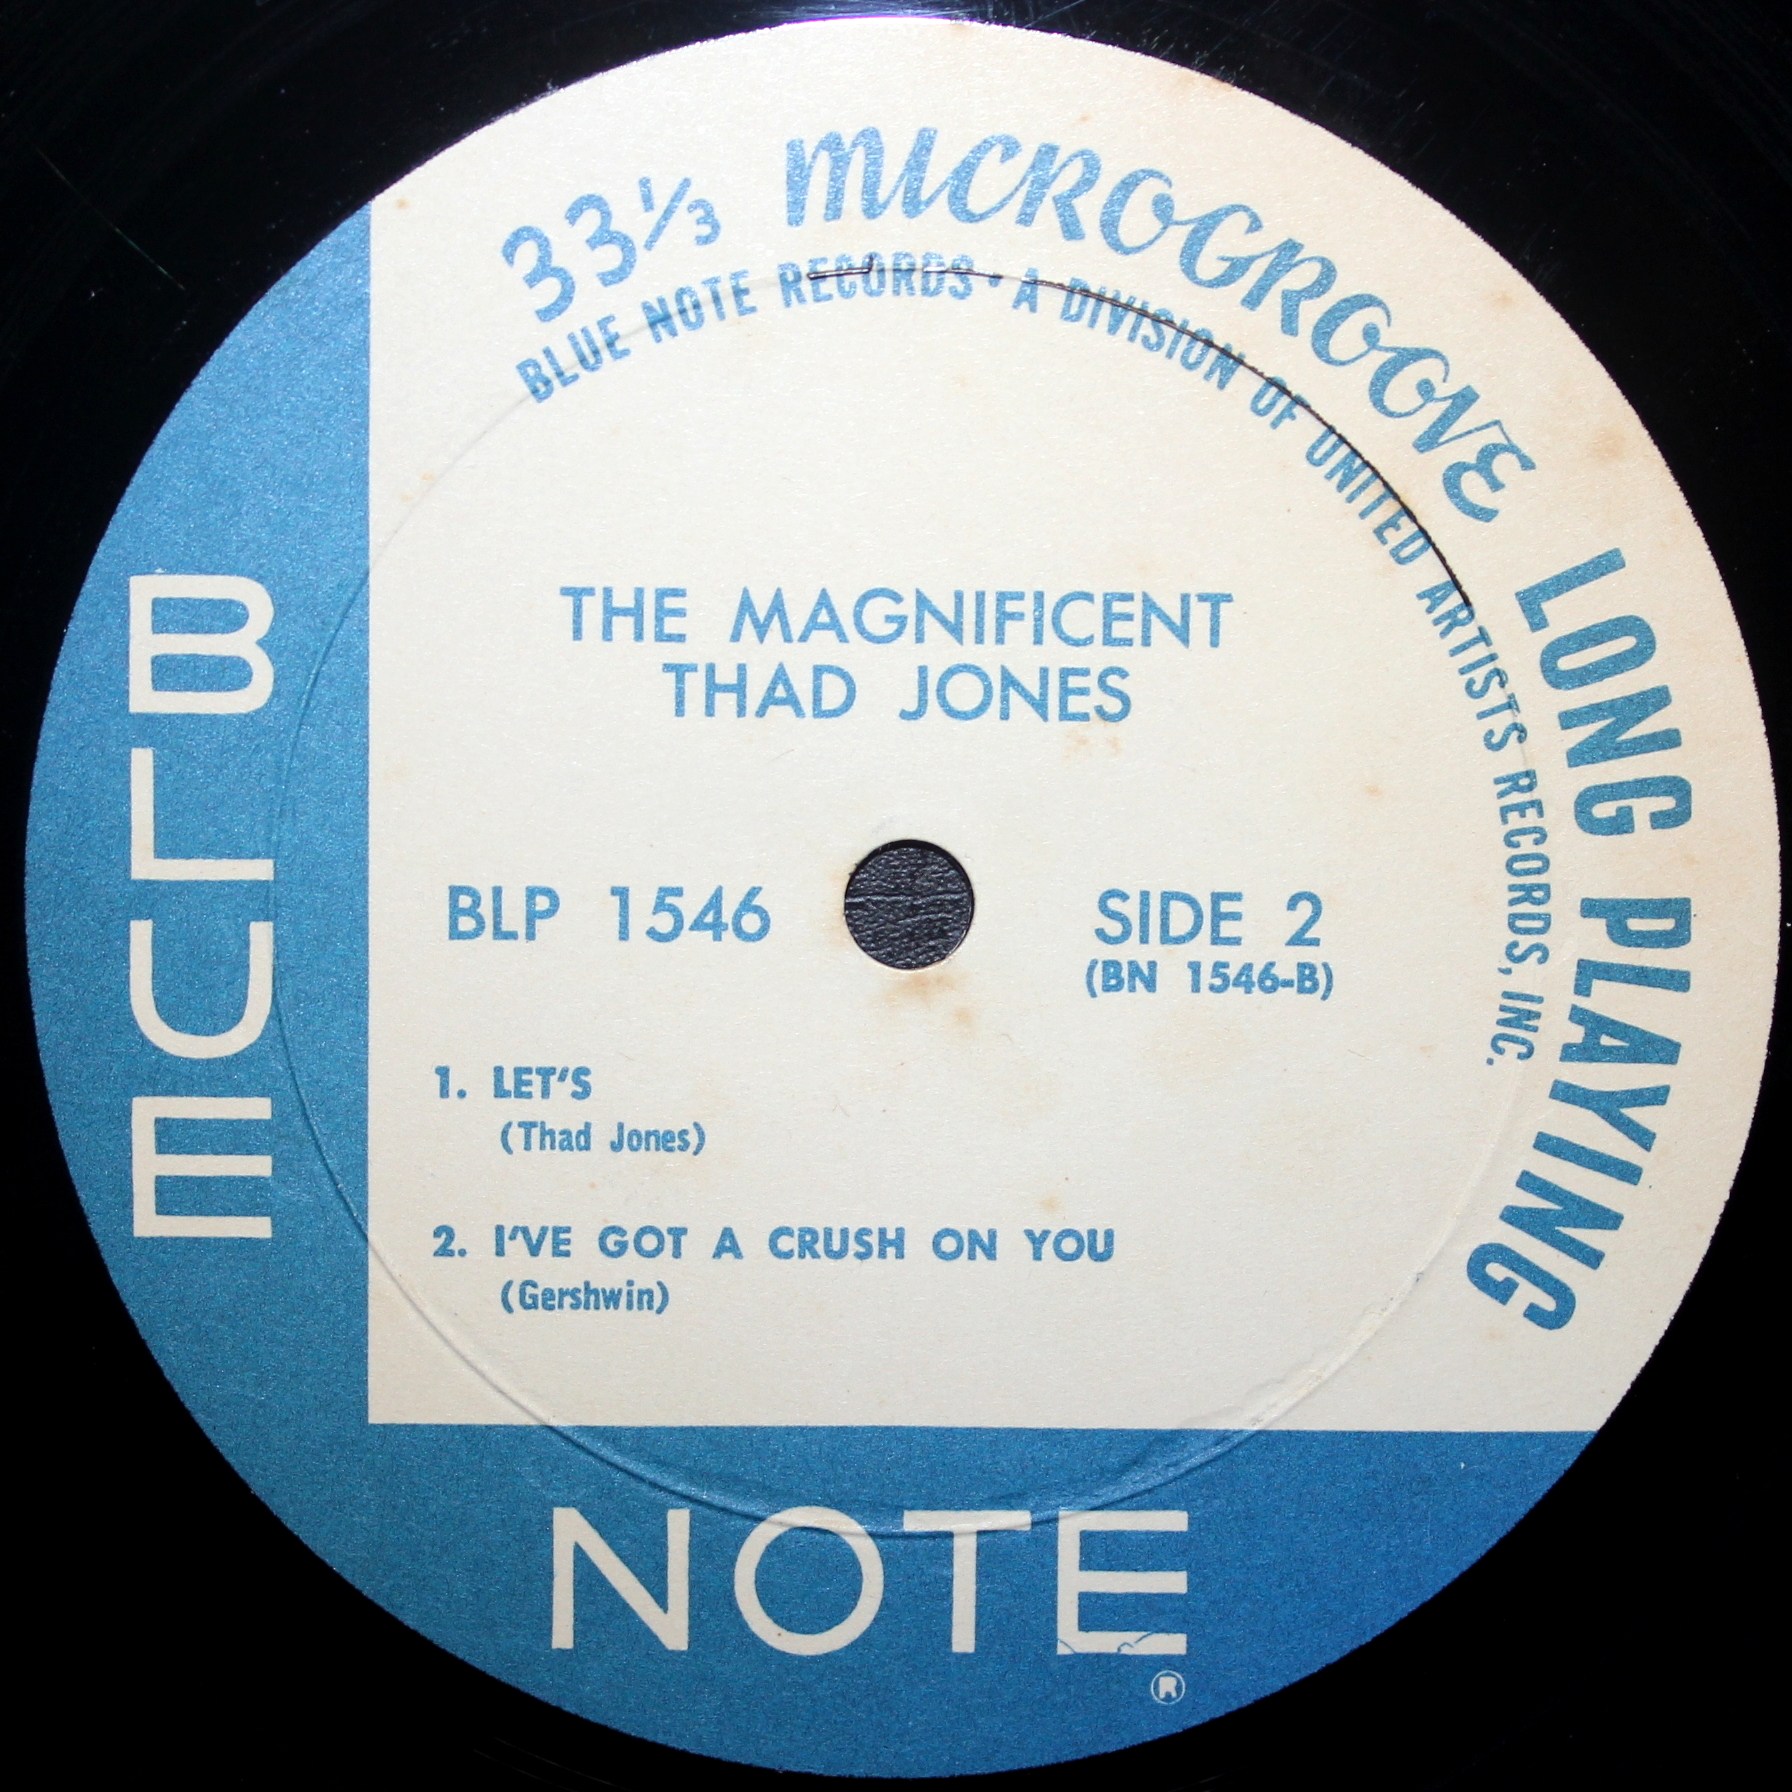 33⅓ MICROGROOVE LONG PLAYING
BLUE NOTE RECORDS • A DIVISION OF UNITED ARTISTS RECORDS, INC.
THE MAGNIFICENT
THAD JONES
BLP 1546
SIDE 2
(BN 1546-B)
1. LET'S
(Thad Jones)
2. I'VE GOT A CRUSH ON YOU
(Gershwin)
BLUE
NOTE
®